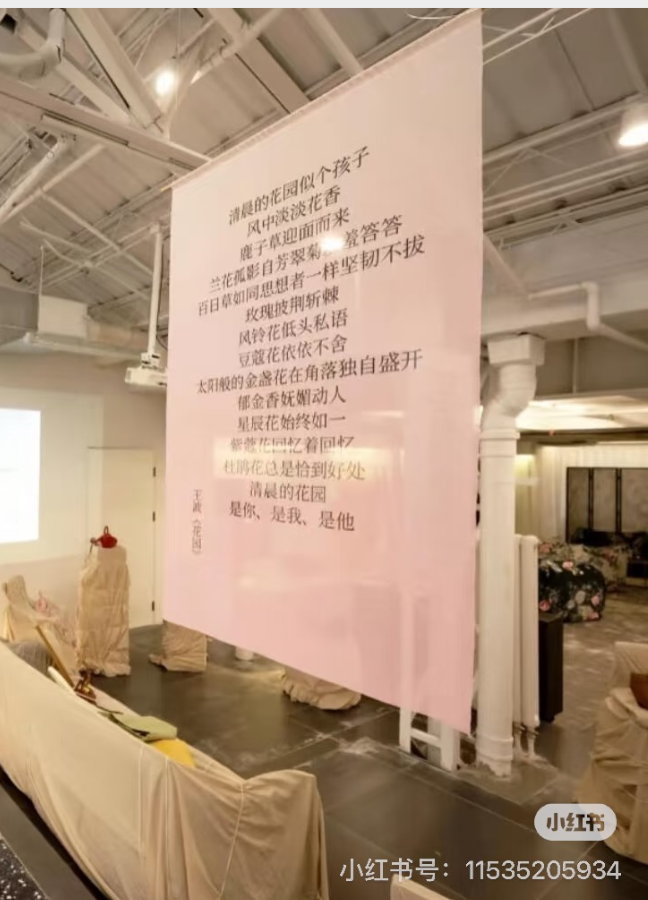 清晨的花园似个孩子
风中淡淡花香
鹿子草迎面而来
兰花孤影自芳翠菊 羞答答
百日草如同思想者一样坚韧不拔
玫瑰披荆斩棘
风铃花低头私语
豆蔻花依依不舍
太阳般的金盏花在角落独自盛开
郁金香妩媚动人
星辰花始终如一
紫蔻花回忆着回忆
杜鹃花总是恰到好处
清晨的花园
是你、是我、是他
王 《花园》
小红书
小红书号：11535205934